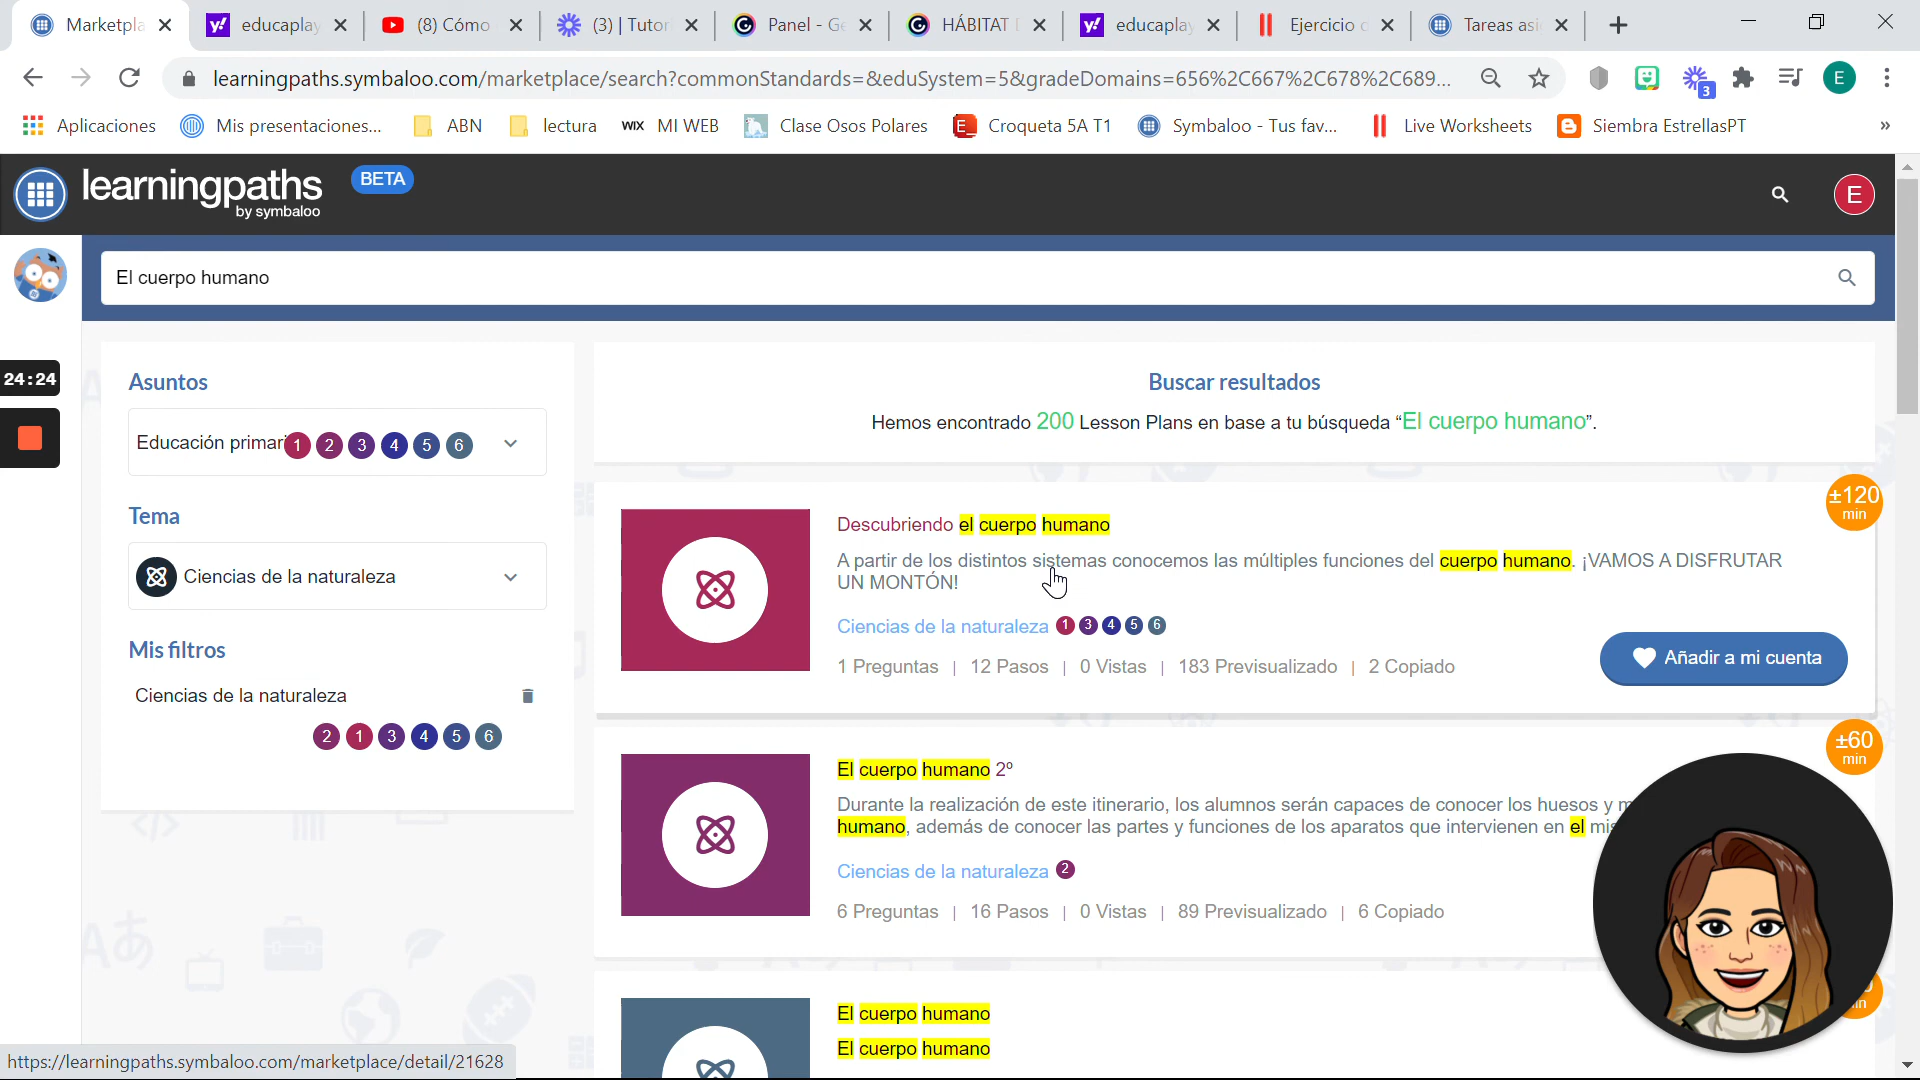 Marketpla
educaplay
(8) Cómo
(3) | Tutor
Panel - Ge
HÁBITAT
educaplay
Ejercicio
Tareas asi
learningpaths.symbaloo.com/marketplace/search?commonStandards=&eduSystem=5&gradeDomains=656%2C667%2C678%2C689...
3
E
Aplicaciones
Mis presentaciones...
ABN
lectura
WIX MI WEB
Clase Osos Polares
Croqueta 5A T1
Symbaloo - Tus fav...
Live Worksheets
Siembra EstrellasPT
»
learningpaths
by symbaloo
BETA
E
El cuerpo humano
24:24
Asuntos
Educación primari 1 2 3 4 5 6
Tema
Ciencias de la naturaleza
Mis filtros
Ciencias de la naturaleza
2 1 3 4 5 6
Buscar resultados
Hemos encontrado 200 Lesson Plans en base a tu búsqueda “El cuerpo humano”.
±120
min
Descubriendo el cuerpo humano
A partir de los distintos sistemas conocemos las múltiples funciones del cuerpo humano. ¡VAMOS A DISFRUTAR
UN MONTÓN!
Ciencias de la naturaleza 1 3 4 5 6
1 Preguntas | 12 Pasos | 0 Vistas | 183 Previsualizado | 2 Copiado
Añadir a mi cuenta
±60
min
El cuerpo humano 2º
Durante la realización de este itinerario, los alumnos serán capaces de conocer los huesos y
humano, además de conocer las partes y funciones de los aparatos que intervienen en el
Ciencias de la naturaleza 2
6 Preguntas | 16 Pasos | 0 Vistas | 89 Previsualizado | 6 Copiado
El cuerpo humano
El cuerpo humano
https://learningpaths.symbaloo.com/marketplace/detail/21628